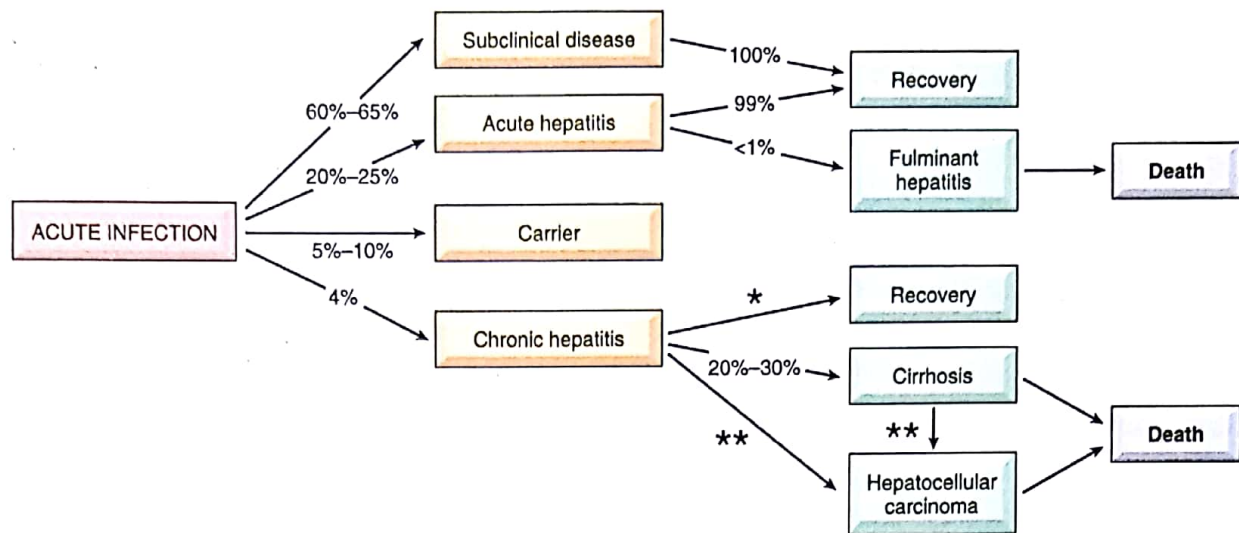 Subclinical disease
100%
Recovery
60%–65%
99%
Acute hepatitis
<1%
20%–25%
Fulminant
hepatitis
Death
ACUTE INFECTION
Carrier
5%–10%
4%
*
Recovery
Chronic hepatitis
20%–30%
Cirrhosis
**
**
Death
Hepatocellular
carcinoma